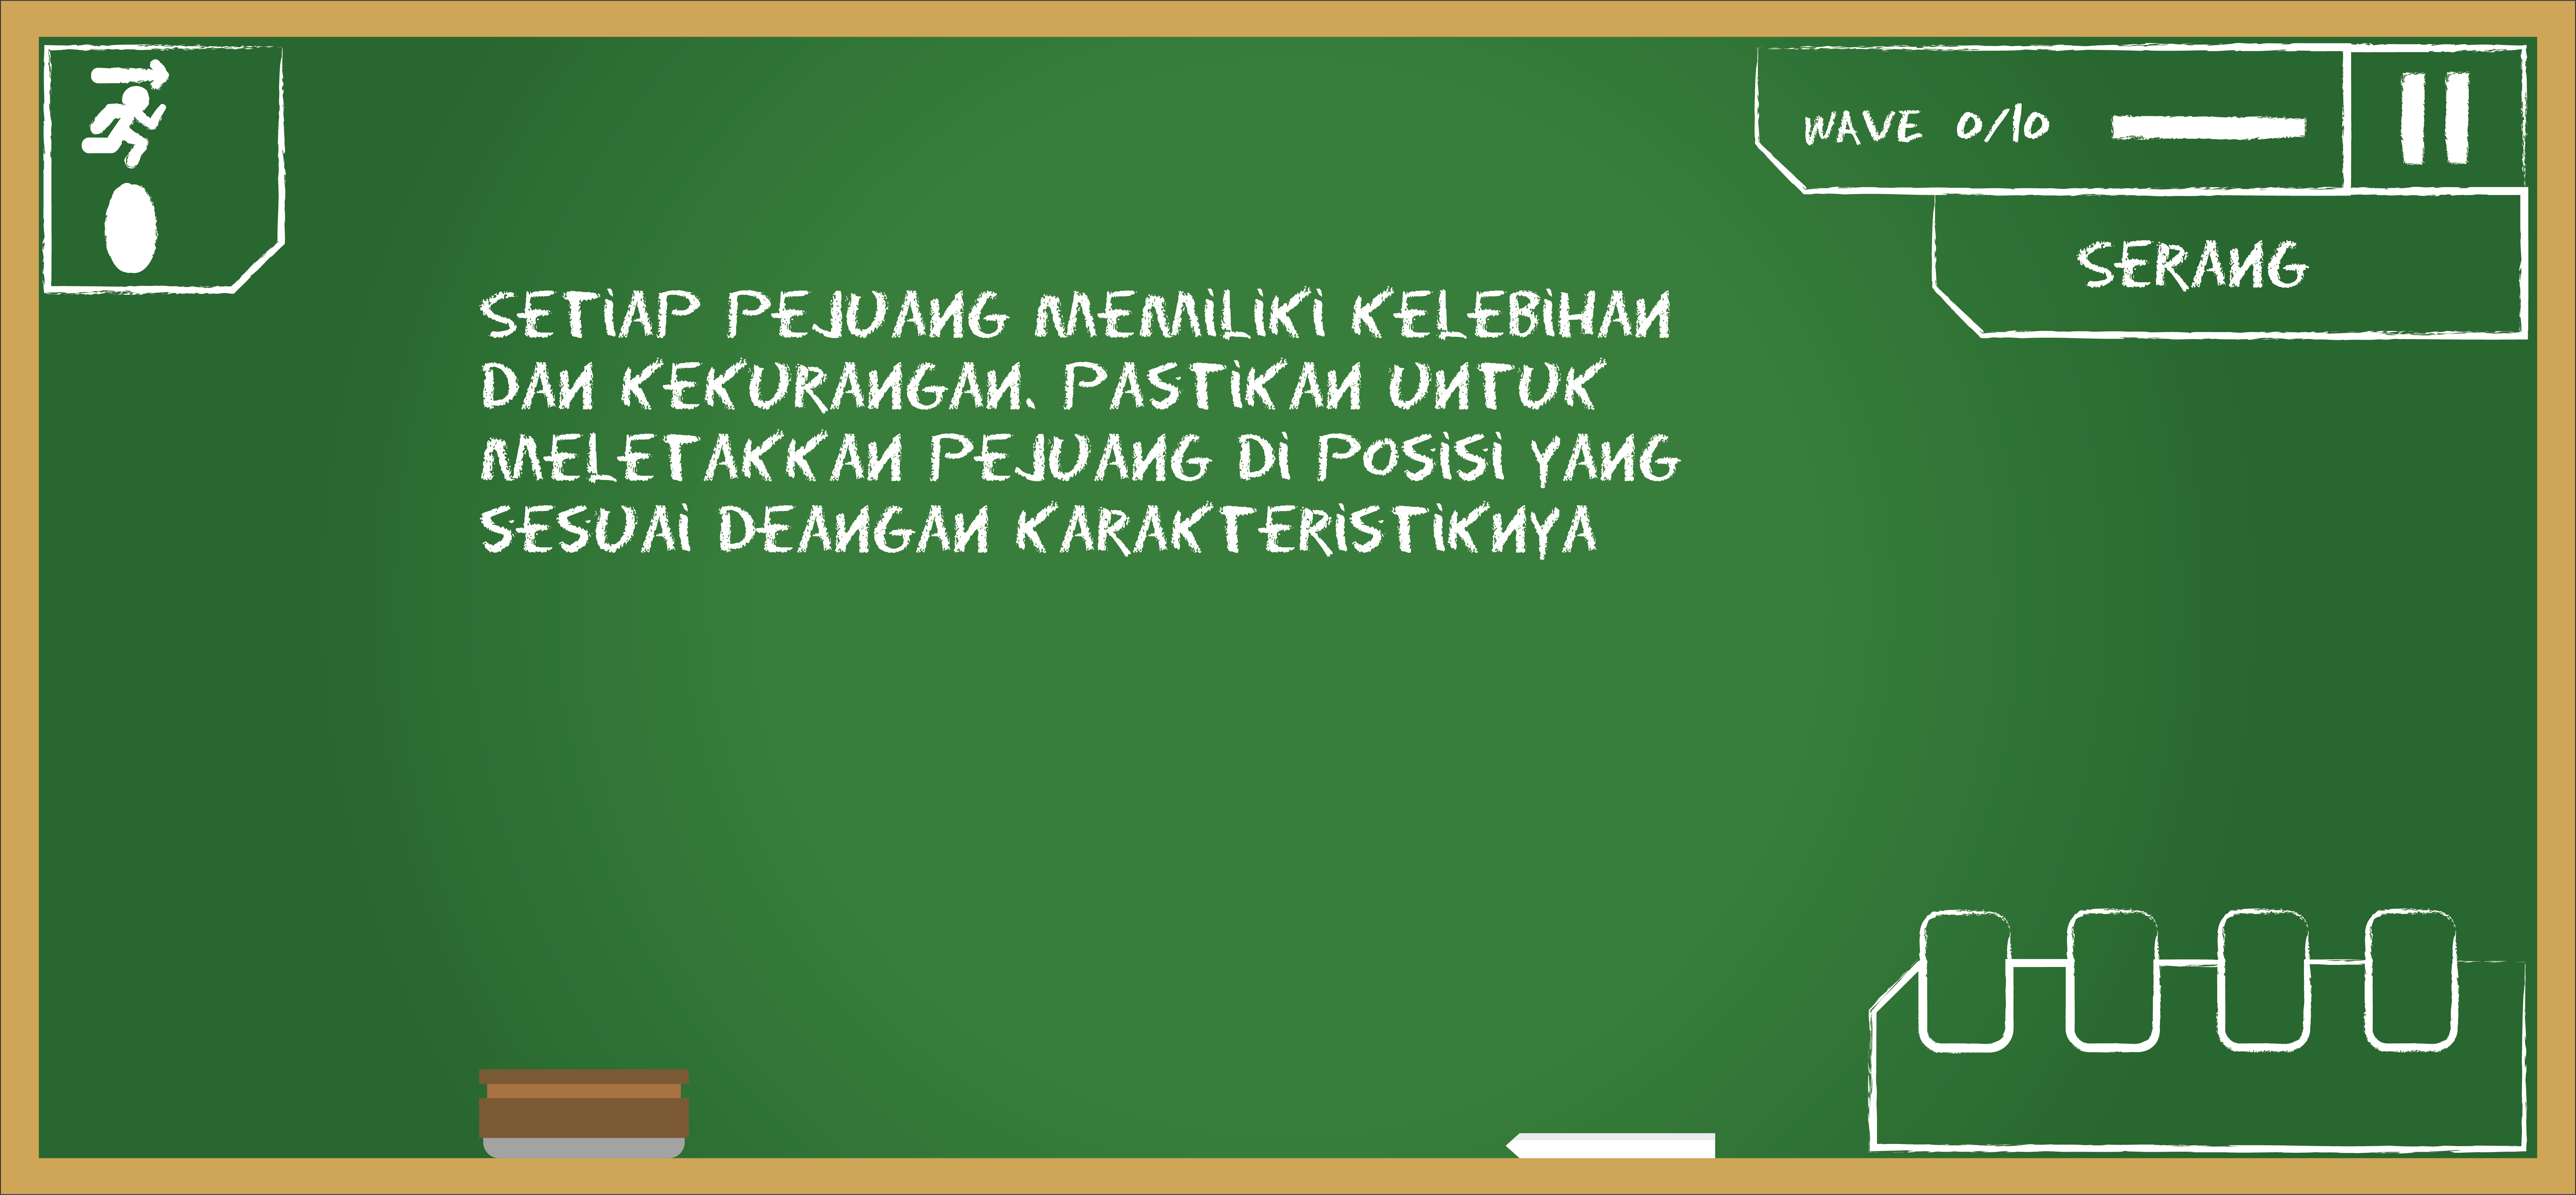 WAVE 0/10
SERANG
SETiAP PEJUANG MEMiLiKi KELEBiHAN
DAN KEKURANGAN. PASTiKAN UNTUK
MELETAKKAN PEJUANG Di POSiSi YANG
SESUAi DEANGAN KARAKTERiSTiKNYA